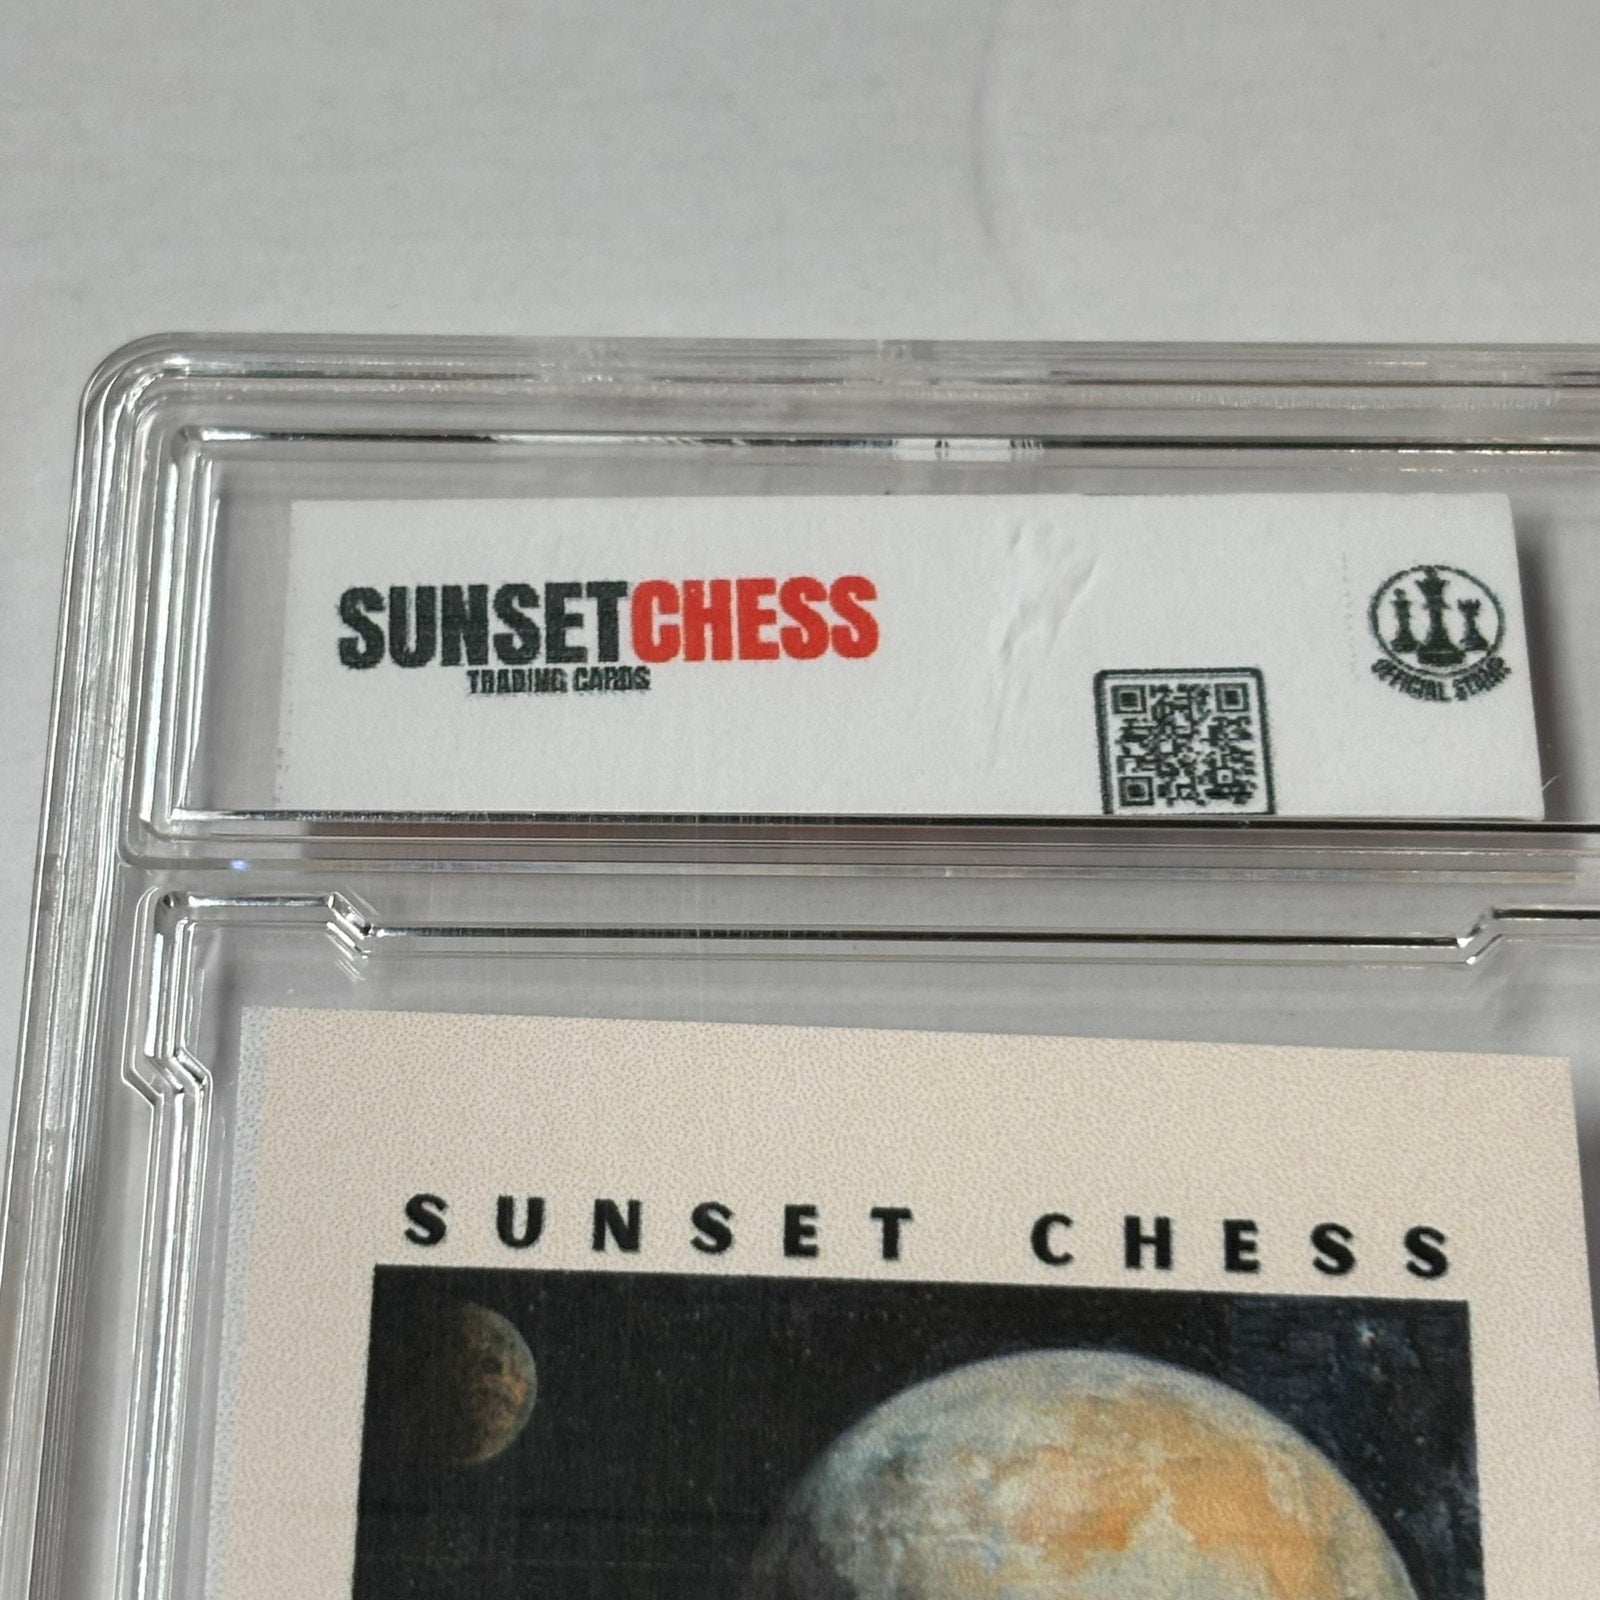 SUNSETCHESS
TRADING CARDS
OFFICIAL STAMP
SUNSET CHESS